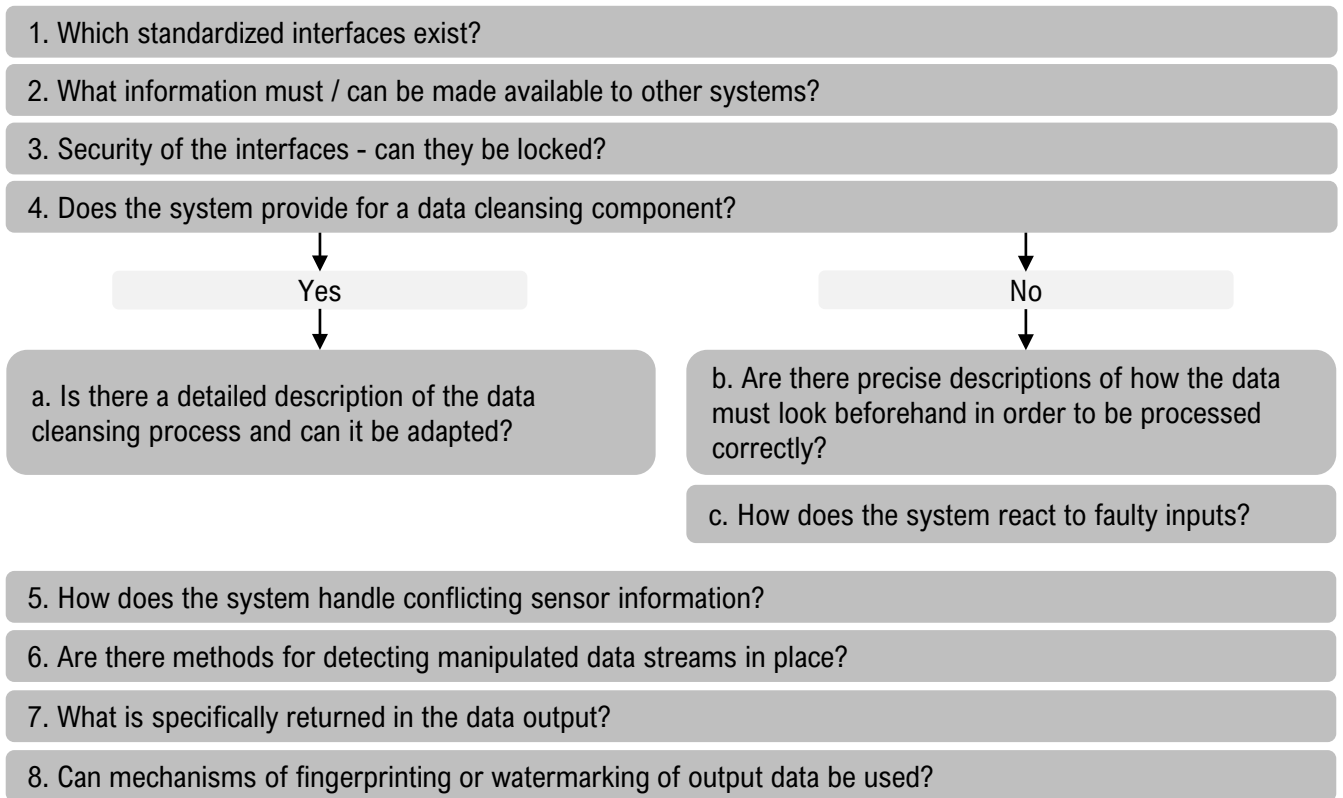 1. Which standardized interfaces exist?
2. What information must / can be made available to other systems?
3. Security of the interfaces - can they be locked?
4. Does the system provide for a data cleansing component?
Yes
No
a. Is there a detailed description of the data
cleansing process and can it be adapted?
b. Are there precise descriptions of how the data
must look beforehand in order to be processed
correctly?
c. How does the system react to faulty inputs?
5. How does the system handle conflicting sensor information?
6. Are there methods for detecting manipulated data streams in place?
7. What is specifically returned in the data output?
8. Can mechanisms of fingerprinting or watermarking of output data be used?